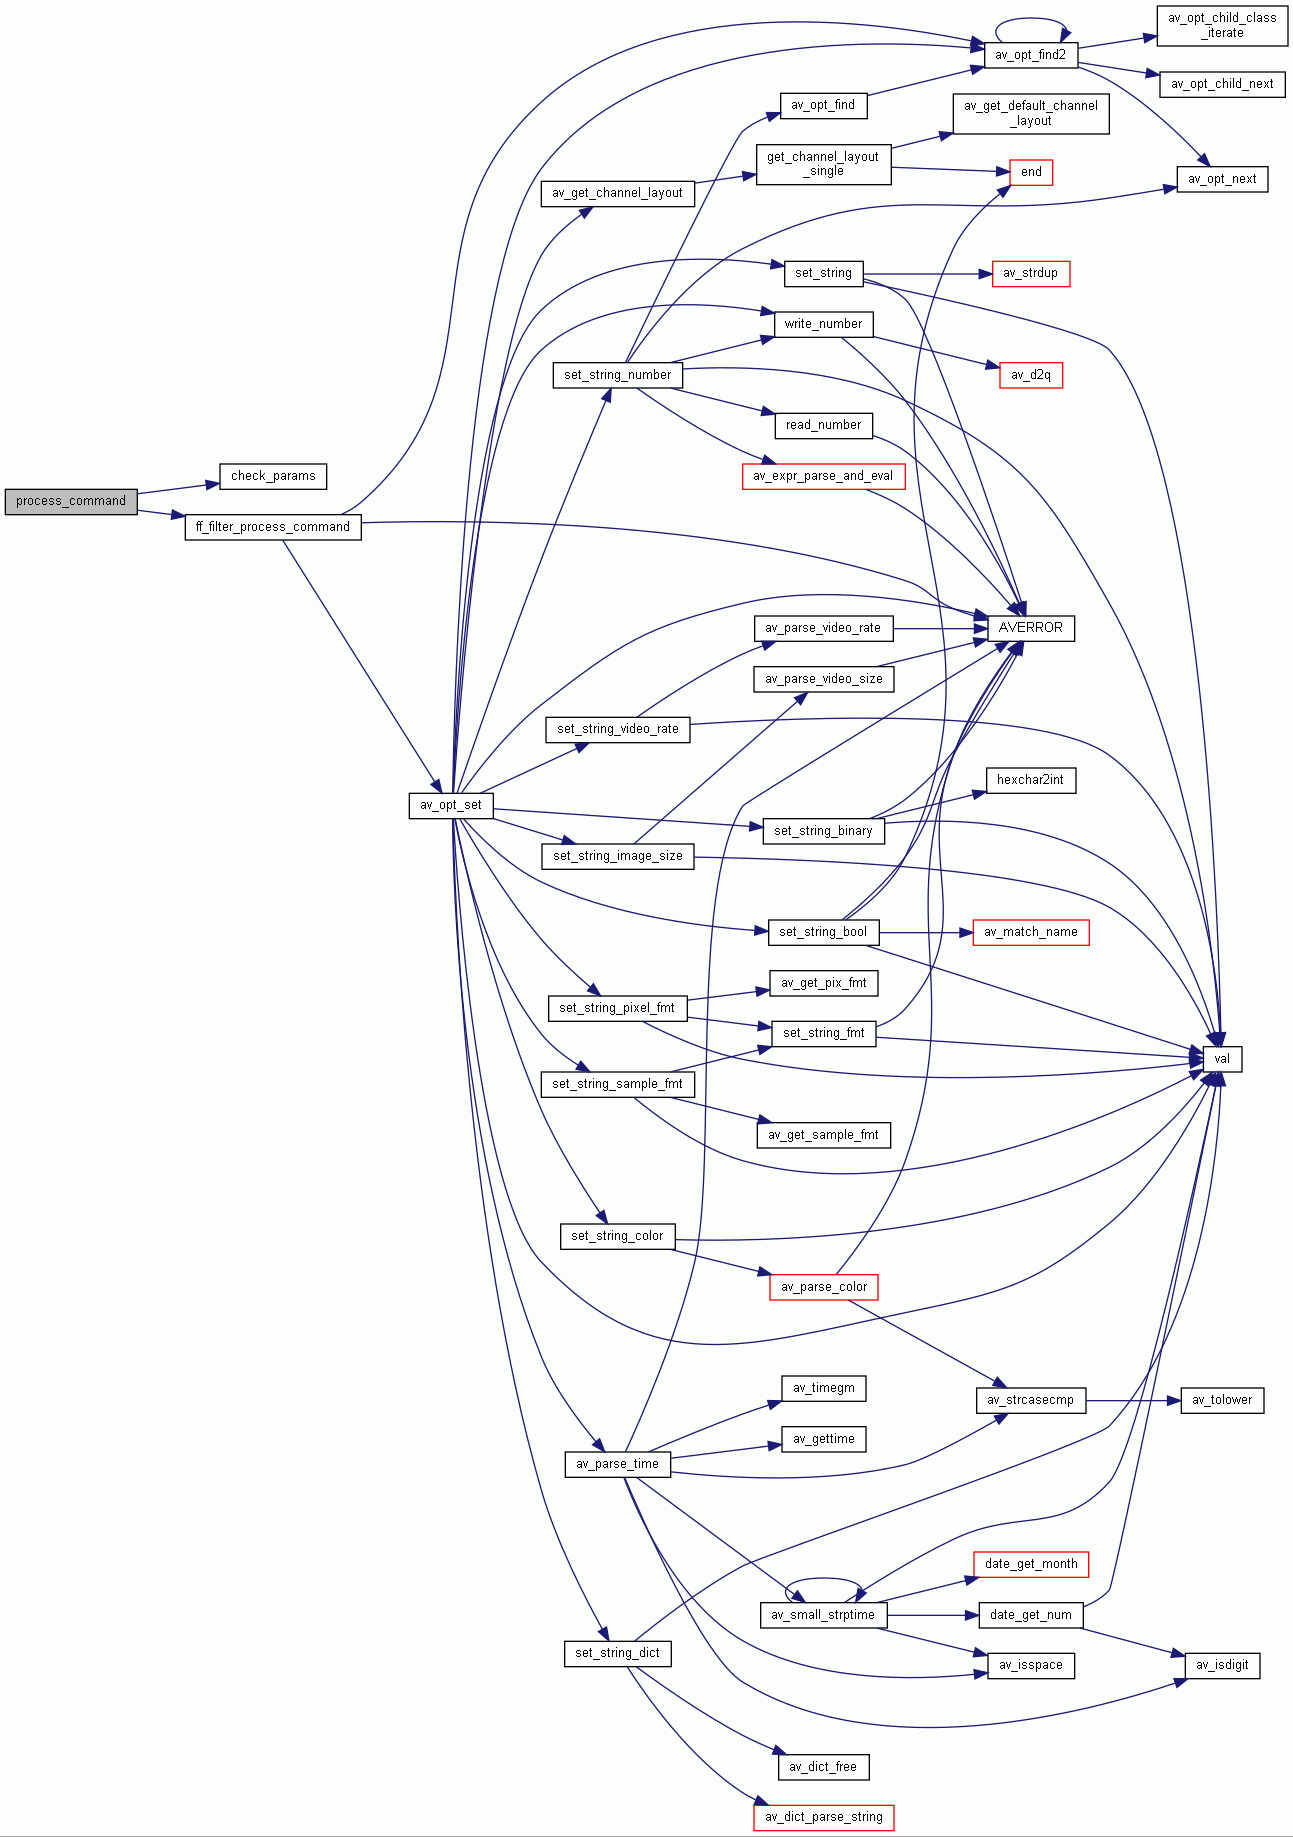 av_opt_child_class
_iterate
av_opt_find2
av_opt_child_next
av_opt_find
av_get_default_channel
_layout
get_channel_layout
_single
end
av_opt_next
av_get_channel_layout
set_string
av_strdup
write_number
set_string_number
av_d2q
read_number
check_params
av_expr_parse_and_eval
process_command
ff_filter_process_command
av_parse_video_rate
AVERROR
av_parse_video_size
set_string_video_rate
hexchar2int
av_opt_set
set_string_binary
set_string_image_size
set_string_bool
av_match_name
av_get_pix_fmt
set_string_pixel_fmt
set_string_fmt
val
set_string_sample_fmt
av_get_sample_fmt
set_string_color
av_parse_color
av_timegm
av_strcasecmp
av_tolower
av_gettime
av_parse_time
date_get_month
av_small_strptime
date_get_num
set_string_dict
av_isspace
av_isdigit
av_dict_free
av_dict_parse_string